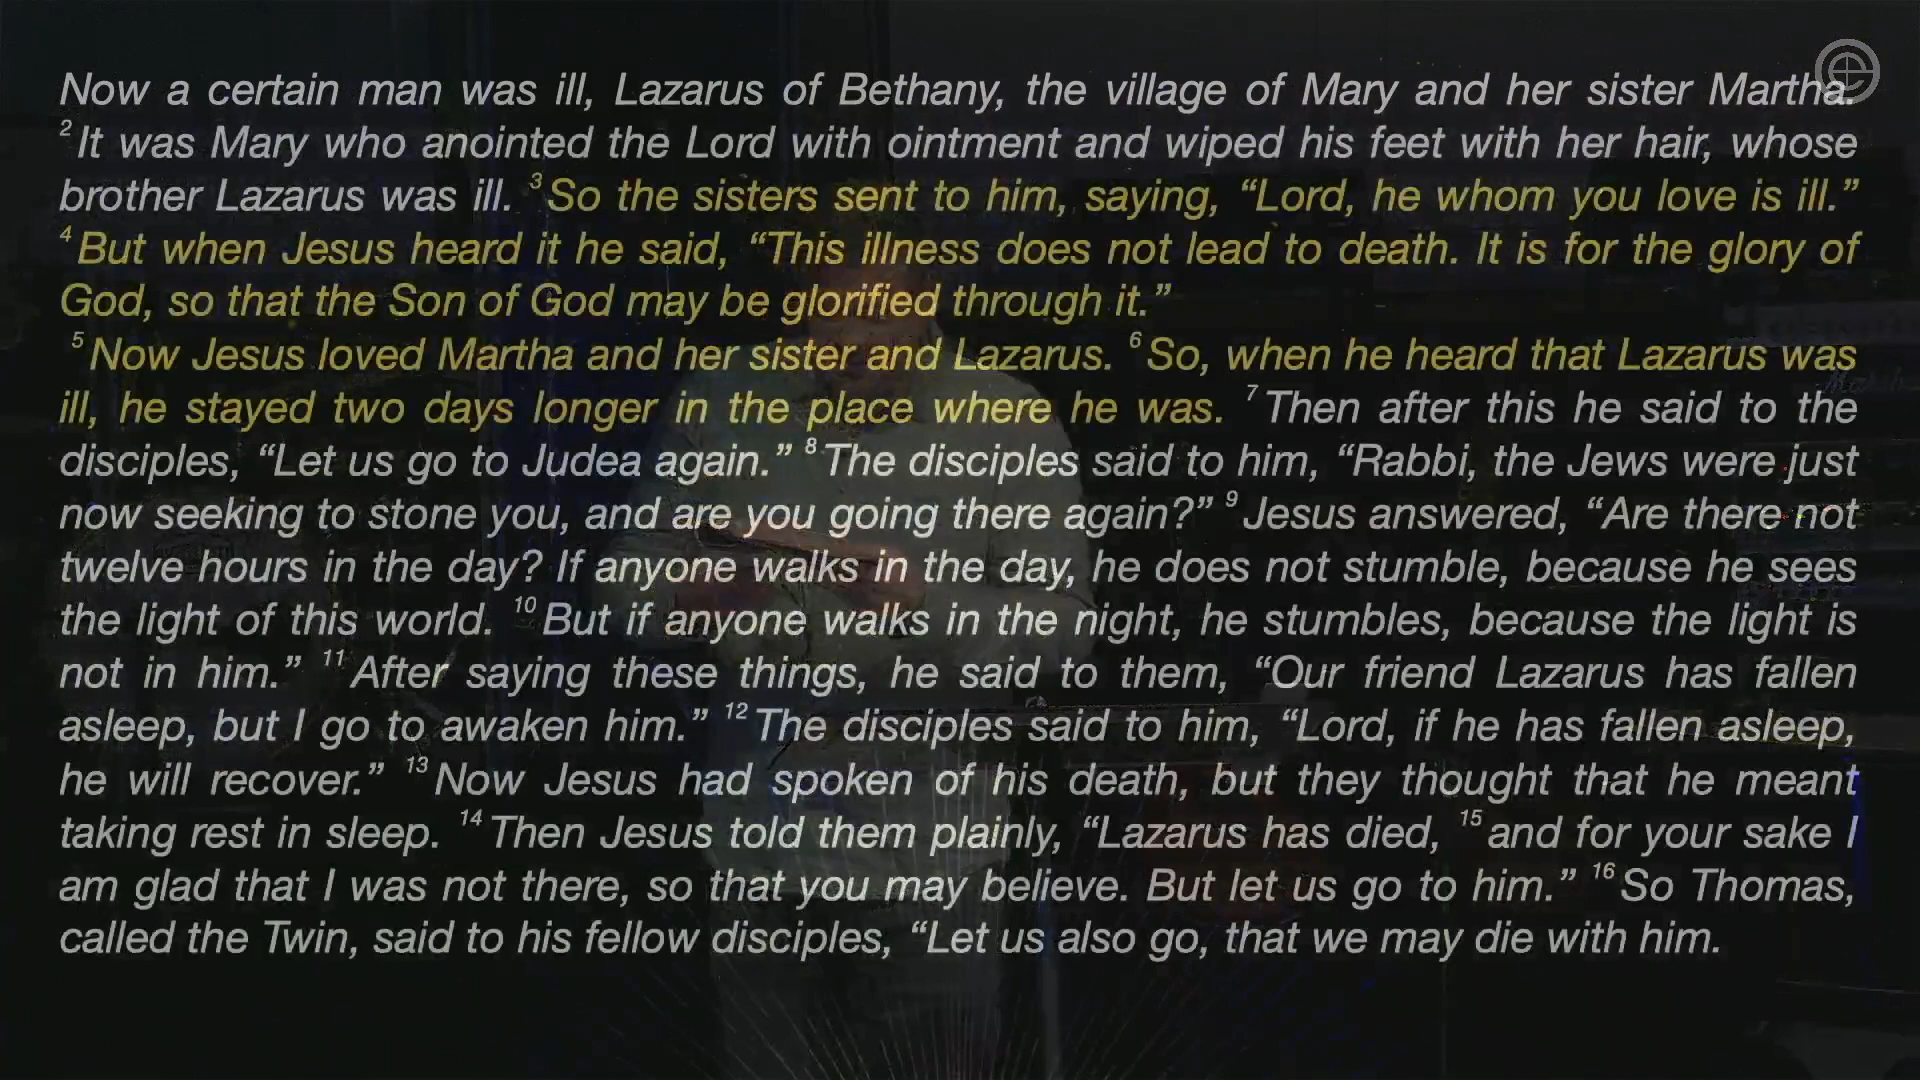 Now a certain man was ill, Lazarus of Bethany, the village of Mary and her sister Martha.
2 It was Mary who anointed the Lord with ointment and wiped his feet with her hair, whose
brother Lazarus was ill. 3 So the sisters sent to him, saying, “Lord, he whom you love is ill.”
4 But when Jesus heard it he said, “This illness does not lead to death. It is for the glory of
God, so that the Son of God may be glorified through it.”
5 Now Jesus loved Martha and her sister and Lazarus. 6 So, when he heard that Lazarus was
ill, he stayed two days longer in the place where he was. 7 Then after this he said to the
disciples, “Let us go to Judea again.” 8 The disciples said to him, “Rabbi, the Jews were just
now seeking to stone you, and are you going there again?” 9 Jesus answered, “Are there not
twelve hours in the day? If anyone walks in the day, he does not stumble, because he sees
the light of this world. 10 But if anyone walks in the night, he stumbles, because the light is
not in him.” 11 After saying these things, he said to them, “Our friend Lazarus has fallen
asleep, but I go to awaken him.” 12 The disciples said to him, “Lord, if he has fallen asleep,
he will recover.” 13 Now Jesus had spoken of his death, but they thought that he meant
taking rest in sleep. 14 Then Jesus told them plainly, “Lazarus has died, 15 and for your sake I
am glad that I was not there, so that you may believe. But let us go to him.” 16 So Thomas,
called the Twin, said to his fellow disciples, “Let us also go, that we may die with him.